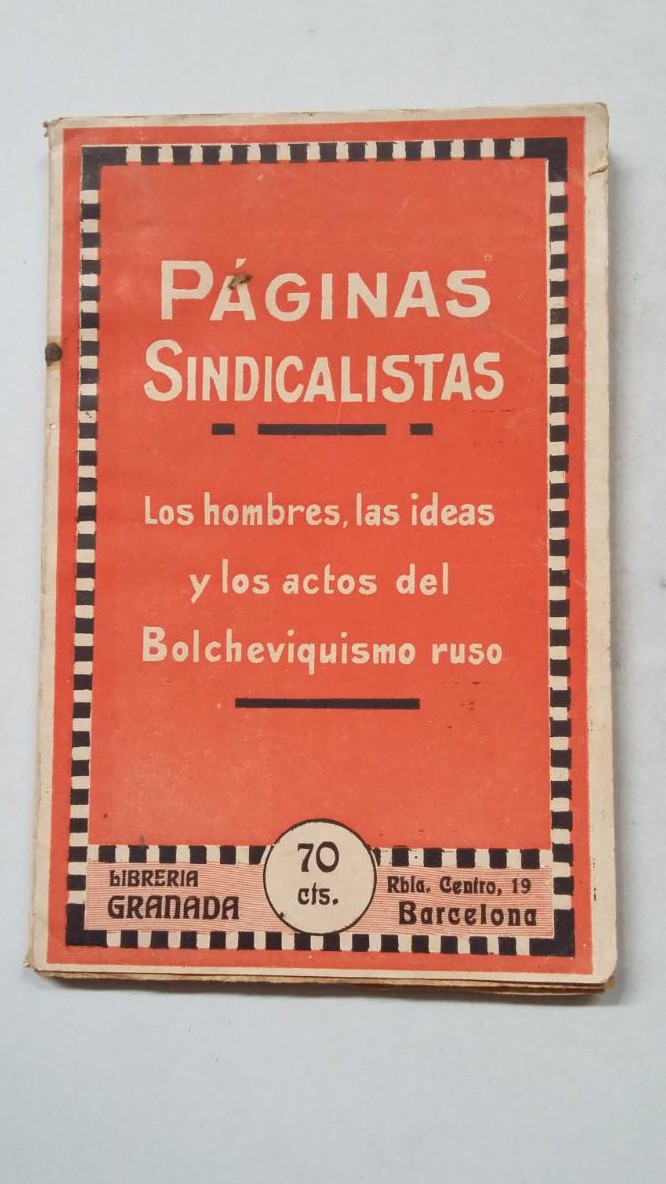 PÁGINAS
SINDICALISTAS
Los hombres, las ideas
y los actos del
Bolcheviquismo ruso
70
cts.
LIBRERIA
GRANADA
Rbla. Centro, 19
Barcelona